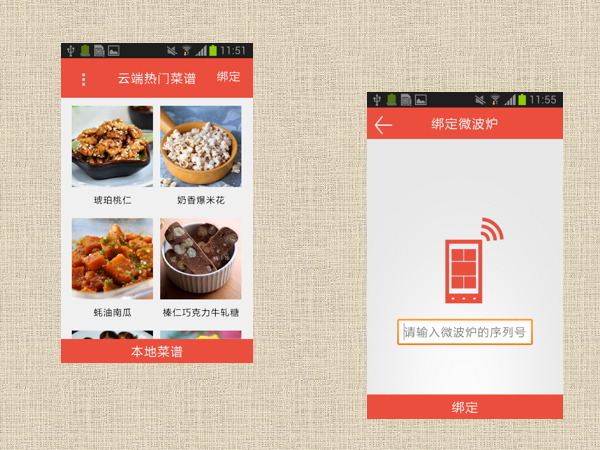 11:51
云端热门菜谱 绑定
琥珀桃仁 奶香爆米花
蚝油南瓜 榛仁巧克力牛轧糖
本地菜谱
11:55
绑定微波炉
请输入微波炉的序列号
绑定